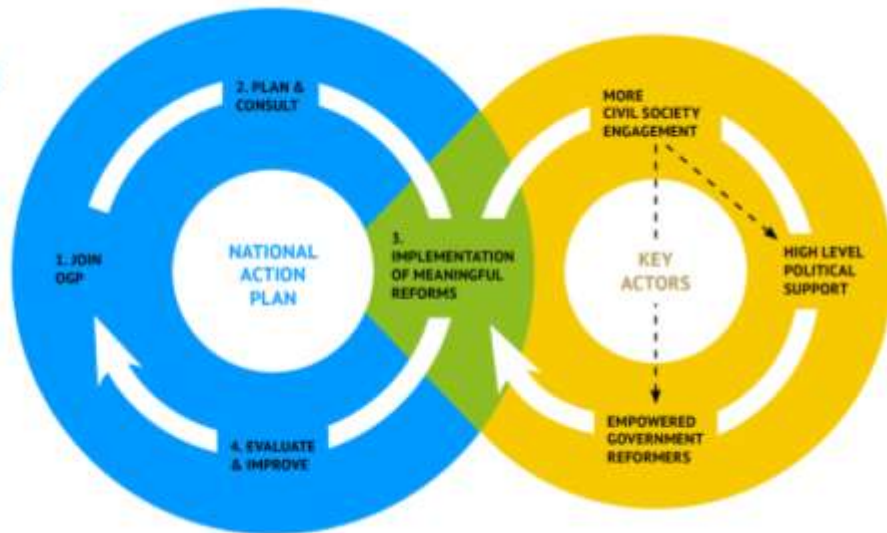 2. PLAN &
CONSULT
1. JOIN
OGP
NATIONAL
ACTION
PLAN
3.
IMPLEMENTATION
OF MEANINGFUL
REFORMS
4. EVALUATE
& IMPROVE
MORE
CIVIL SOCIETY
ENGAGEMENT
KEY
ACTORS
HIGH LEVEL
POLITICAL
SUPPORT
EMPOWERED
GOVERNMENT
REFORMERS